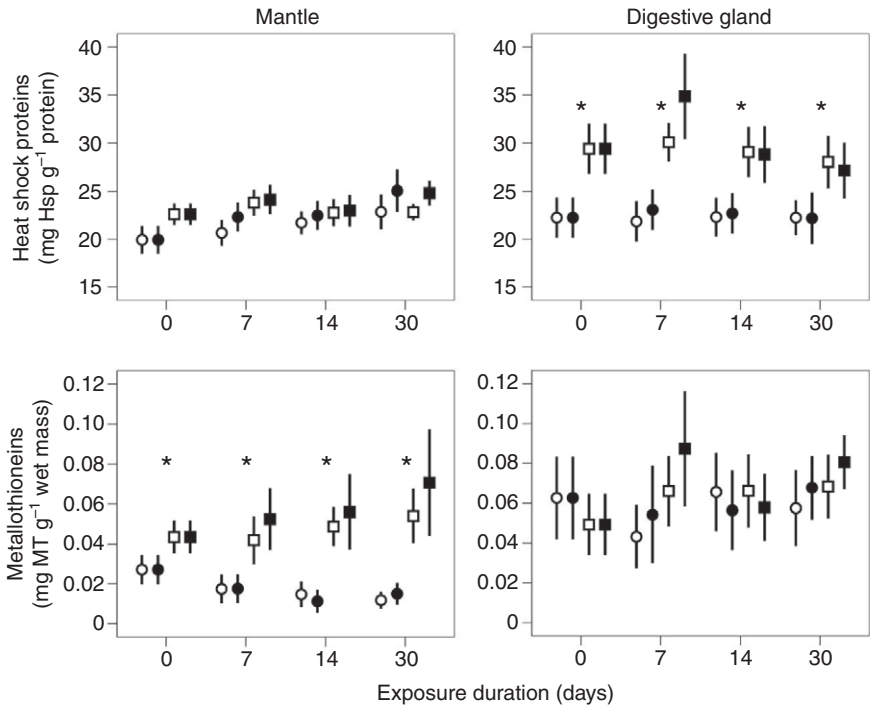 Mantle
Digestive gland
Heat shock proteins
(mg Hsp g⁻¹ protein)
40
35
30
25
20
15
0 7 14 30
40
35
30
25
20
15
* * * *
0 7 14 30
Metallothioneins
(mg MT g⁻¹ wet mass)
0.12
0.10
0.08
0.06
0.04
0.02
0
* * * *
0 7 14 30
0.12
0.10
0.08
0.06
0.04
0.02
0
0 7 14 30
Exposure duration (days)